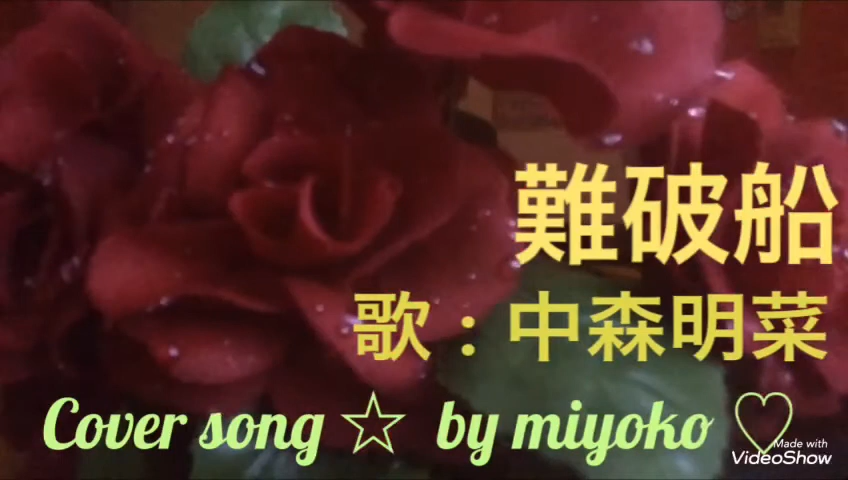 難破船
歌：中森明菜
Cover song ☆ by miyoko ♡
Made with
VideoShow